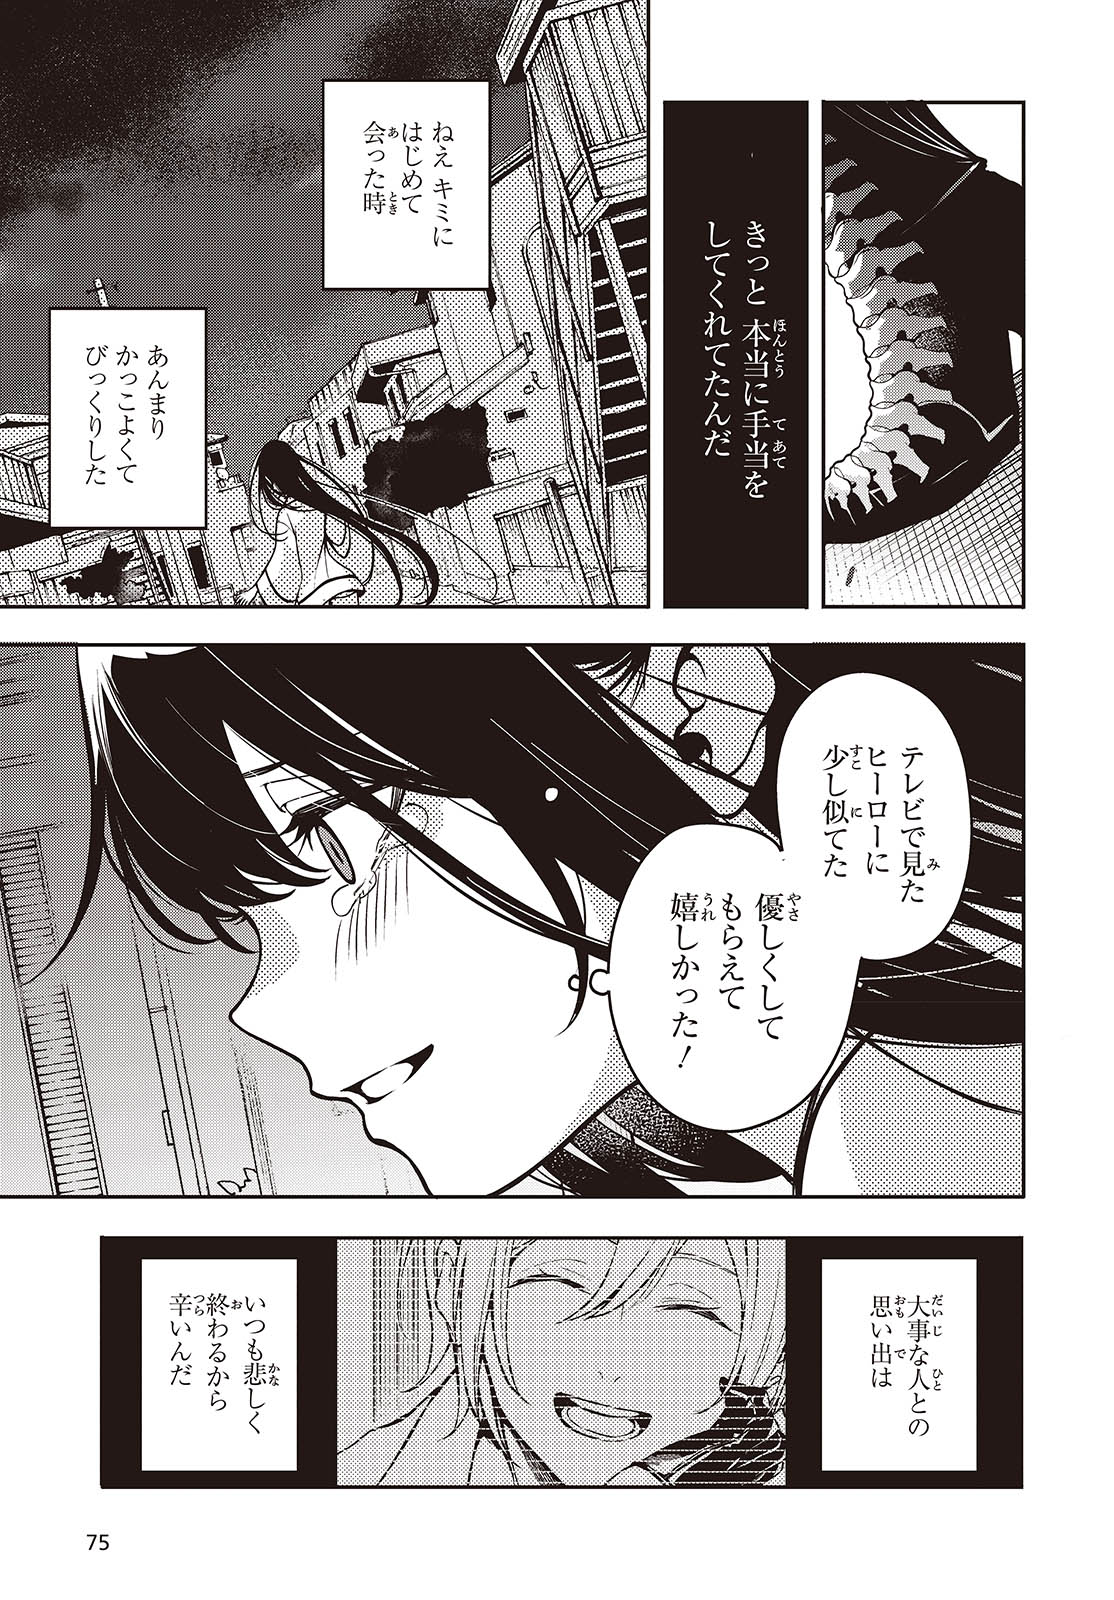 きっと 本当に手当を
してくれてたんだ
ねえ キミに
はじめて
会った時
あんまり
かっこよくて
びっくりした
テレビで見た
ヒーローに
少し似てた
優しくして
もらえて
嬉しかった！
大事な人との
思い出は
いつも悲しく
終わるから
辛いんだ
75